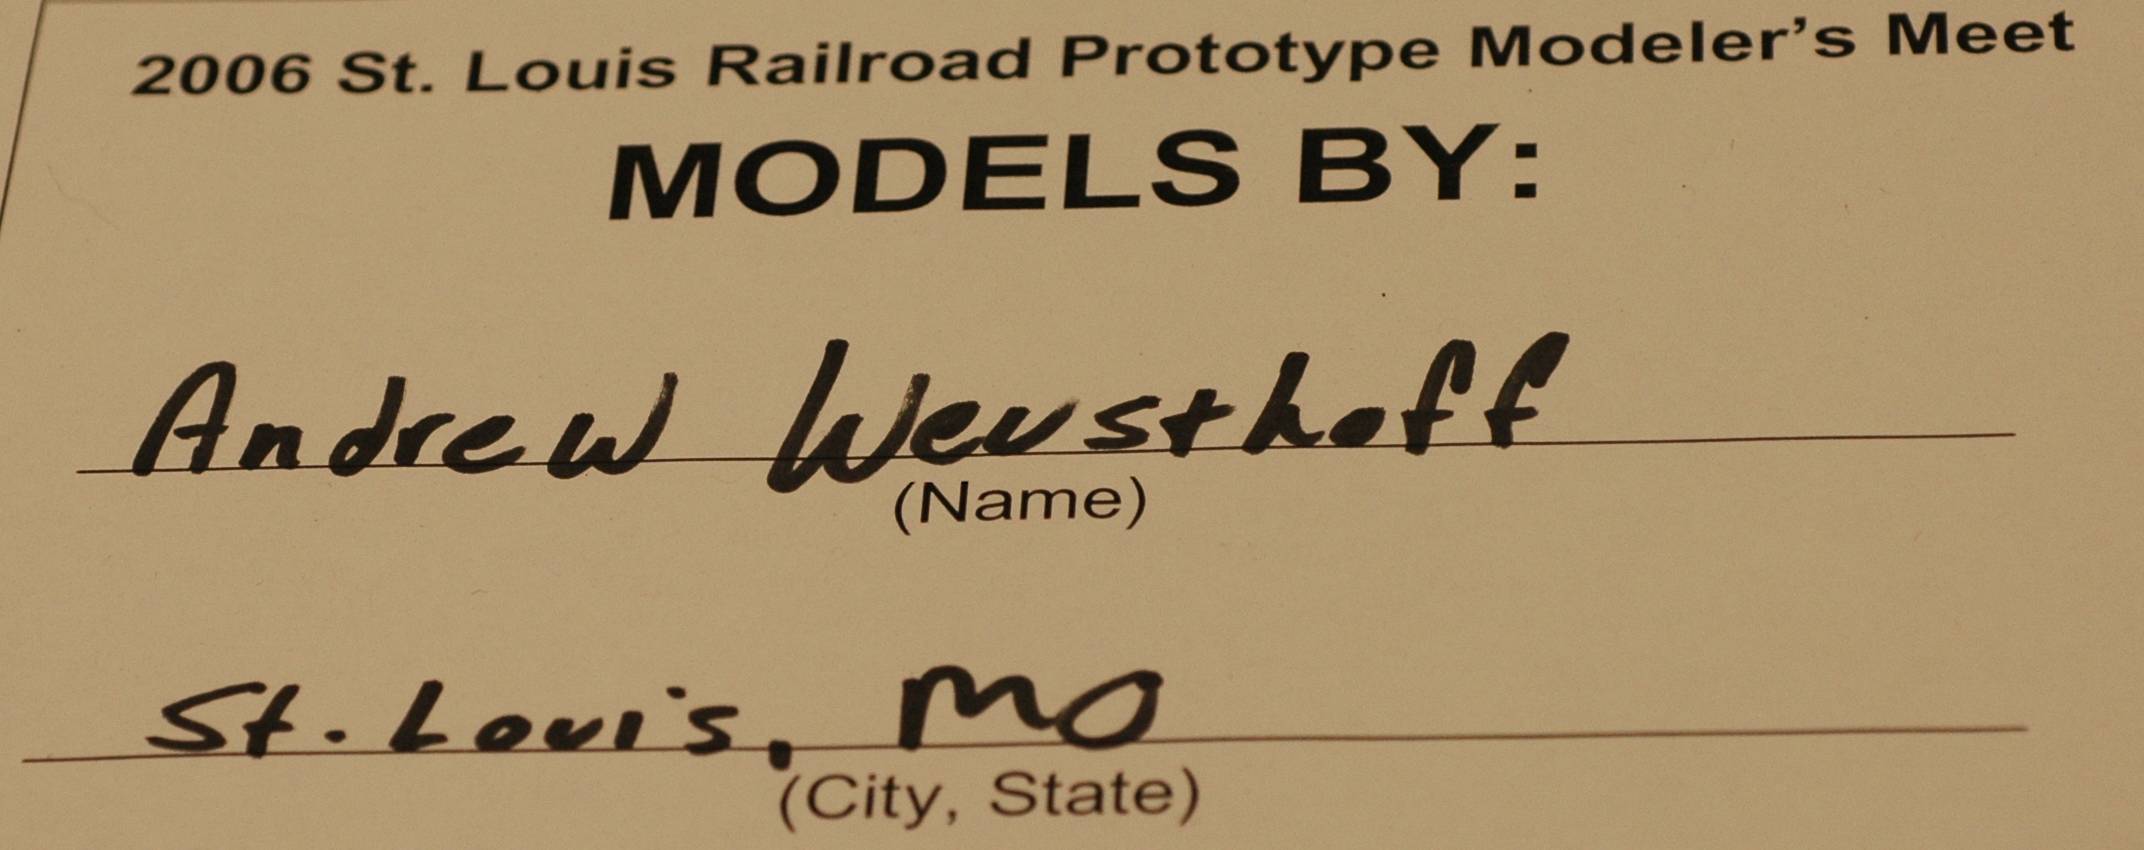 2006 St. Louis Railroad Prototype Modeler's Meet
MODELS BY:
Andrew Weusthoff
(Name)
St. Louis, MO
(City, State)